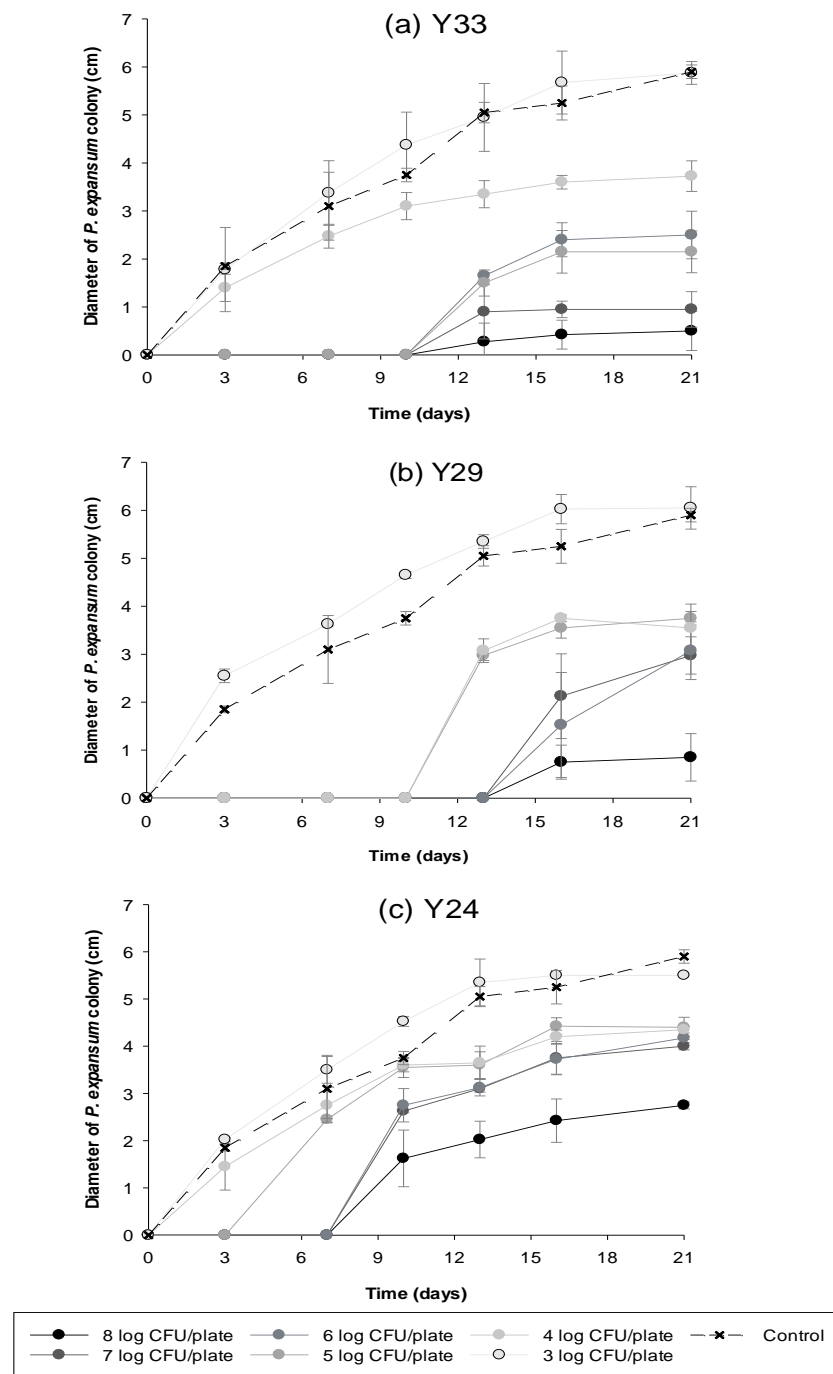 (a) Y33
7
6
5
4
3
2
1
0
Diameter of P. expansum colony (cm)
0 3 6 9 12 15 18 21
Time (days)
(b) Y29
7
6
5
4
3
2
1
0
Diameter of P. expansum colony (cm)
0 3 6 9 12 15 18 21
Time (days)
(c) Y24
7
6
5
4
3
2
1
0
Diameter of P. expansum colony (cm)
0 3 6 9 12 15 18 21
Time (days)
8 log CFU/plate 6 log CFU/plate 4 log CFU/plate Control
7 log CFU/plate 5 log CFU/plate 3 log CFU/plate